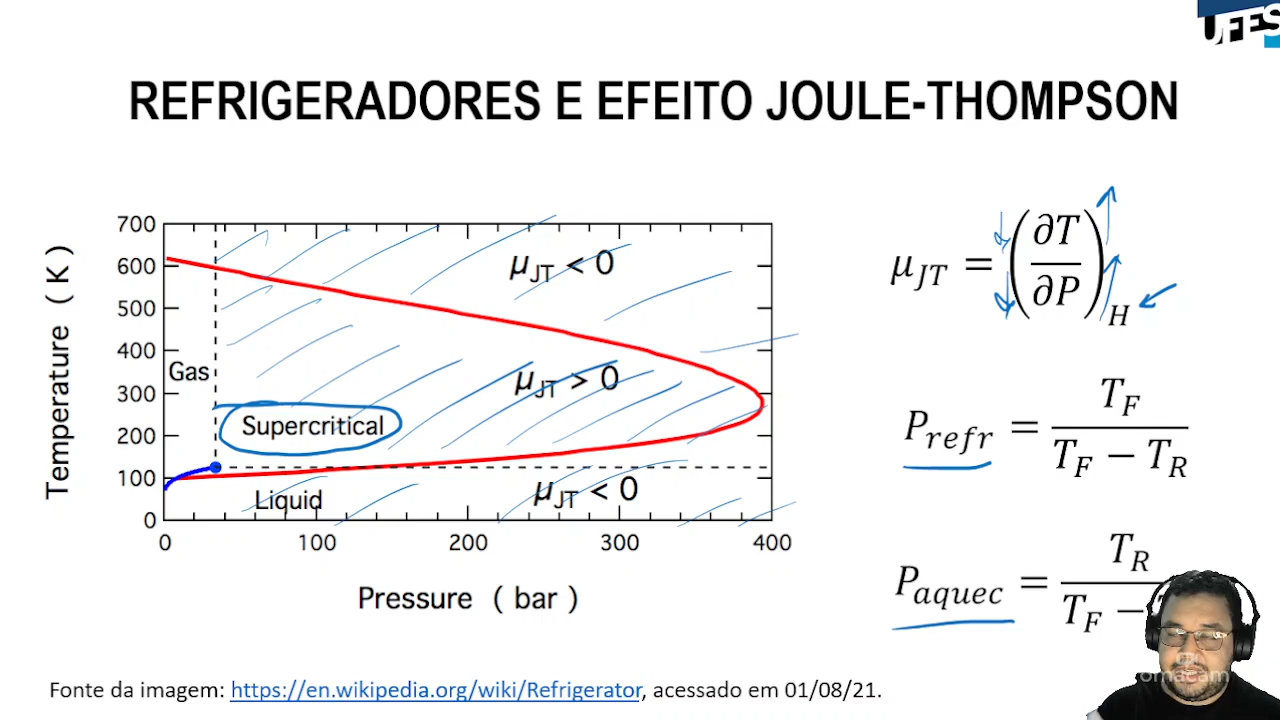 UFES
REFRIGERADORES E EFEITO JOULE-THOMPSON
Temperature ( K )
700
600
500
400
300
200
100
0
μJT < 0
Gas
μJT > 0
Supercritical
Liquid
μJT < 0
0 100 200 300 400
Pressure ( bar )
μJT = (∂T/∂P)H
Prefr = TF / TF − TR
Paquec = TR / TF −
Fonte da imagem: https://en.wikipedia.org/wiki/Refrigerator, acessado em 01/08/21.